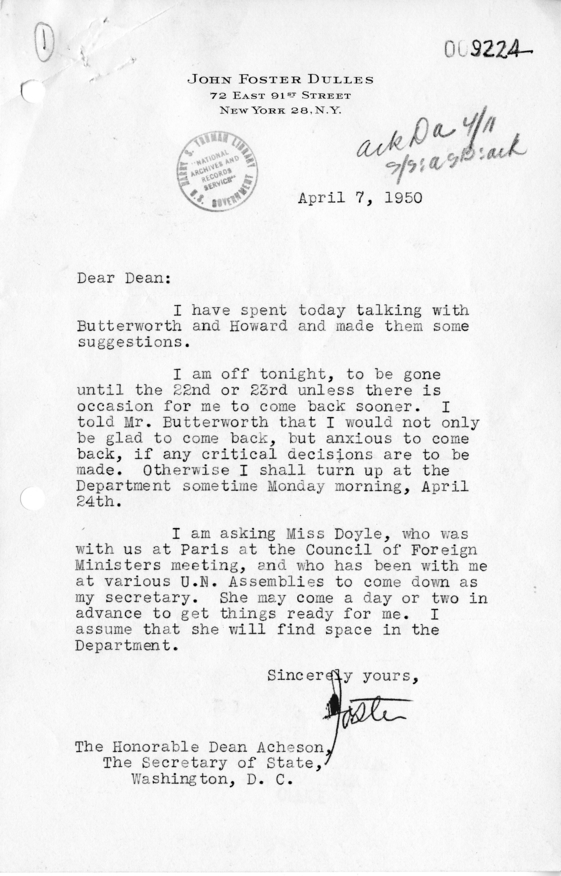 1
009224
JOHN FOSTER DULLES
72 EAST 91ST STREET
NEW YORK 28, N.Y.
HARRY S. TRUMAN LIBRARY
"NATIONAL
ARCHIVES AND
RECORDS
SERVICE"
U.S. GOVERNMENT
ack Da 4/11
April 7, 1950
Dear Dean:
I have spent today talking with
Butterworth and Howard and made them some
suggestions.
I am off tonight, to be gone
until the 22nd or 23rd unless there is
occasion for me to come back sooner. I
told Mr. Butterworth that I would not only
be glad to come back, but anxious to come
back, if any critical decisions are to be
made. Otherwise I shall turn up at the
Department sometime Monday morning, April
24th.
I am asking Miss Doyle, who was
with us at Paris at the Council of Foreign
Ministers meeting, and who has been with me
at various U.N. Assemblies to come down as
my secretary. She may come a day or two in
advance to get things ready for me. I
assume that she will find space in the
Department.
Sincerely yours,
Foster
The Honorable Dean Acheson,
The Secretary of State,
Washington, D. C.